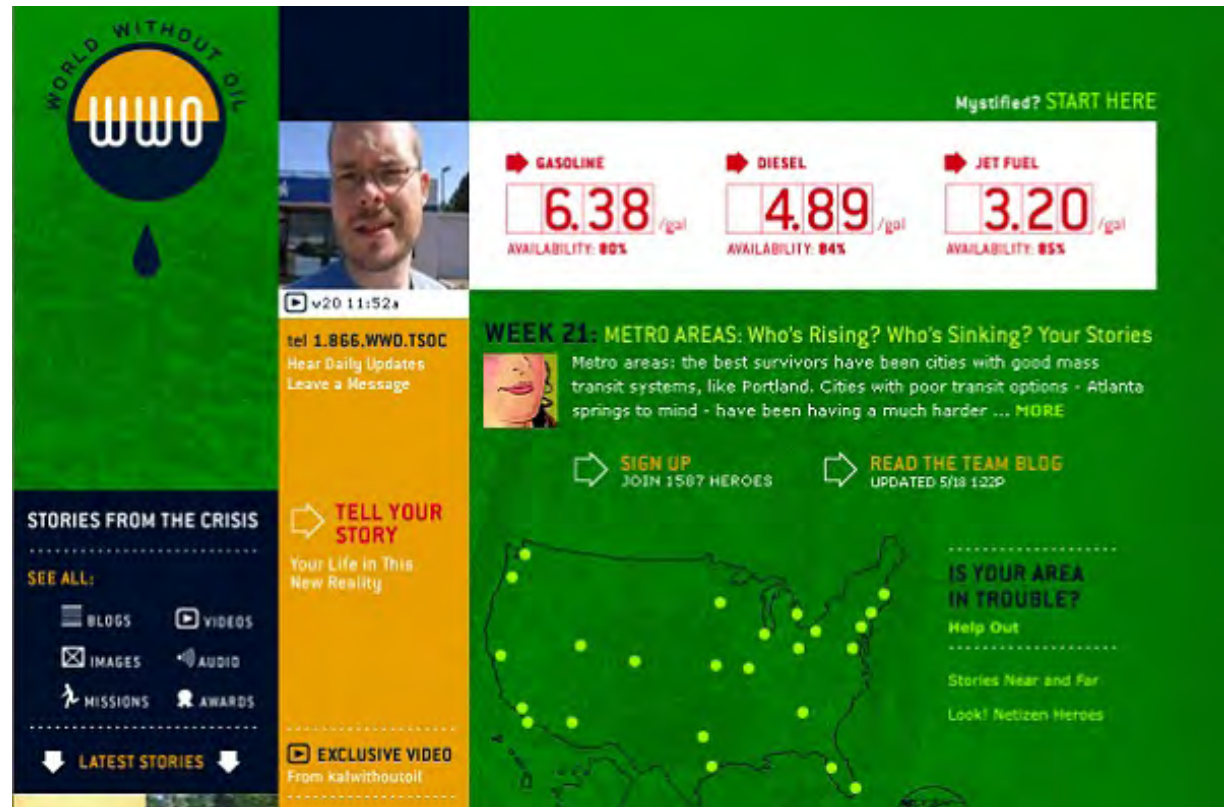 WORLD WITHOUT OIL
WWO
Mystified? START HERE
GASOLINE
6.38 /gal
AVAILABILITY: 80%
DIESEL
4.89 /gal
AVAILABILITY: 84%
JET FUEL
3.20 /gal
AVAILABILITY: 85%
v20 11:52a
tel 1.866.WWO.TSOC
Hear Daily Updates
Leave a Message
WEEK 21: METRO AREAS: Who's Rising? Who's Sinking? Your Stories
Metro areas: the best survivors have been cities with good mass
transit systems, like Portland. Cities with poor transit options - Atlanta
springs to mind - have been having a much harder ... MORE
SIGN UP
JOIN 1587 HEROES
READ THE TEAM BLOG
UPDATED 5/18 1:22P
STORIES FROM THE CRISIS
SEE ALL:
BLOGS
VIDEOS
IMAGES
AUDIO
MISSIONS
AWARDS
LATEST STORIES
TELL YOUR
STORY
Your Life in This
New Reality
EXCLUSIVE VIDEO
From kalwithoutoil
IS YOUR AREA
IN TROUBLE?
Help Out
Stories Near and Far
Look! Netizen Heroes